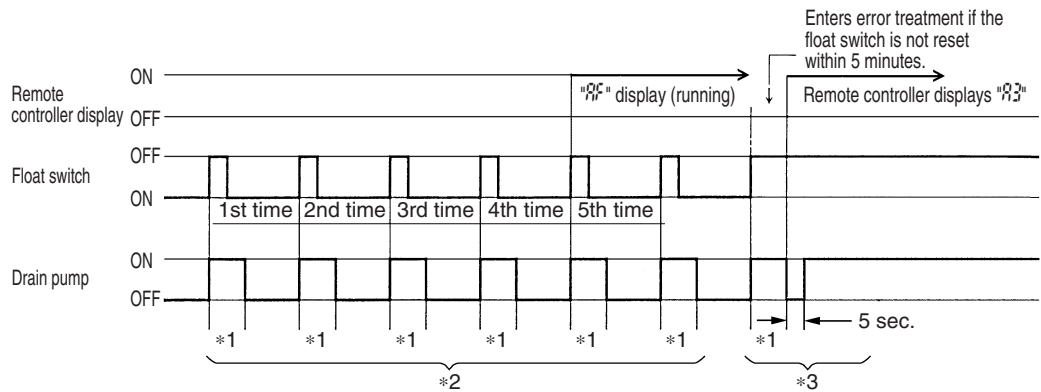 Enters error treatment if the
float switch is not reset
within 5 minutes.
ON
"AF" display (running)
Remote controller displays "A3"
Remote
controller display
OFF
OFF
Float switch
ON
1st time
2nd time
3rd time
4th time
5th time
ON
Drain pump
OFF
5 sec.
*1
*1
*1
*1
*1
*1
*1
*2
*3